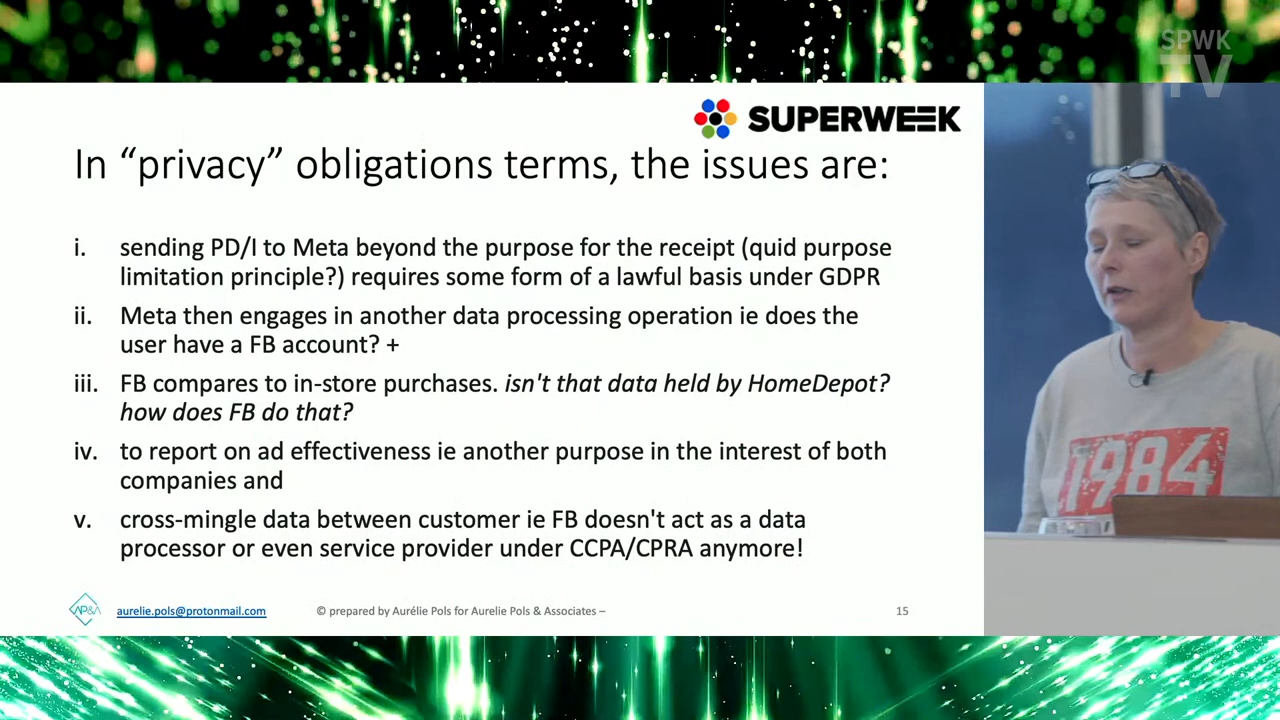 SPWK
TV
SUPERWEEK
In “privacy” obligations terms, the issues are:
i. sending PD/I to Meta beyond the purpose for the receipt (quid purpose
limitation principle?) requires some form of a lawful basis under GDPR
ii. Meta then engages in another data processing operation ie does the
user have a FB account? +
iii. FB compares to in-store purchases. isn't that data held by HomeDepot?
how does FB do that?
iv. to report on ad effectiveness ie another purpose in the interest of both
companies and
v. cross-mingle data between customer ie FB doesn't act as a data
processor or even service provider under CCPA/CPRA anymore!
1984
AP&A
aurelie.pols@protonmail.com
© prepared by Aurélie Pols for Aurelie Pols & Associates –
15